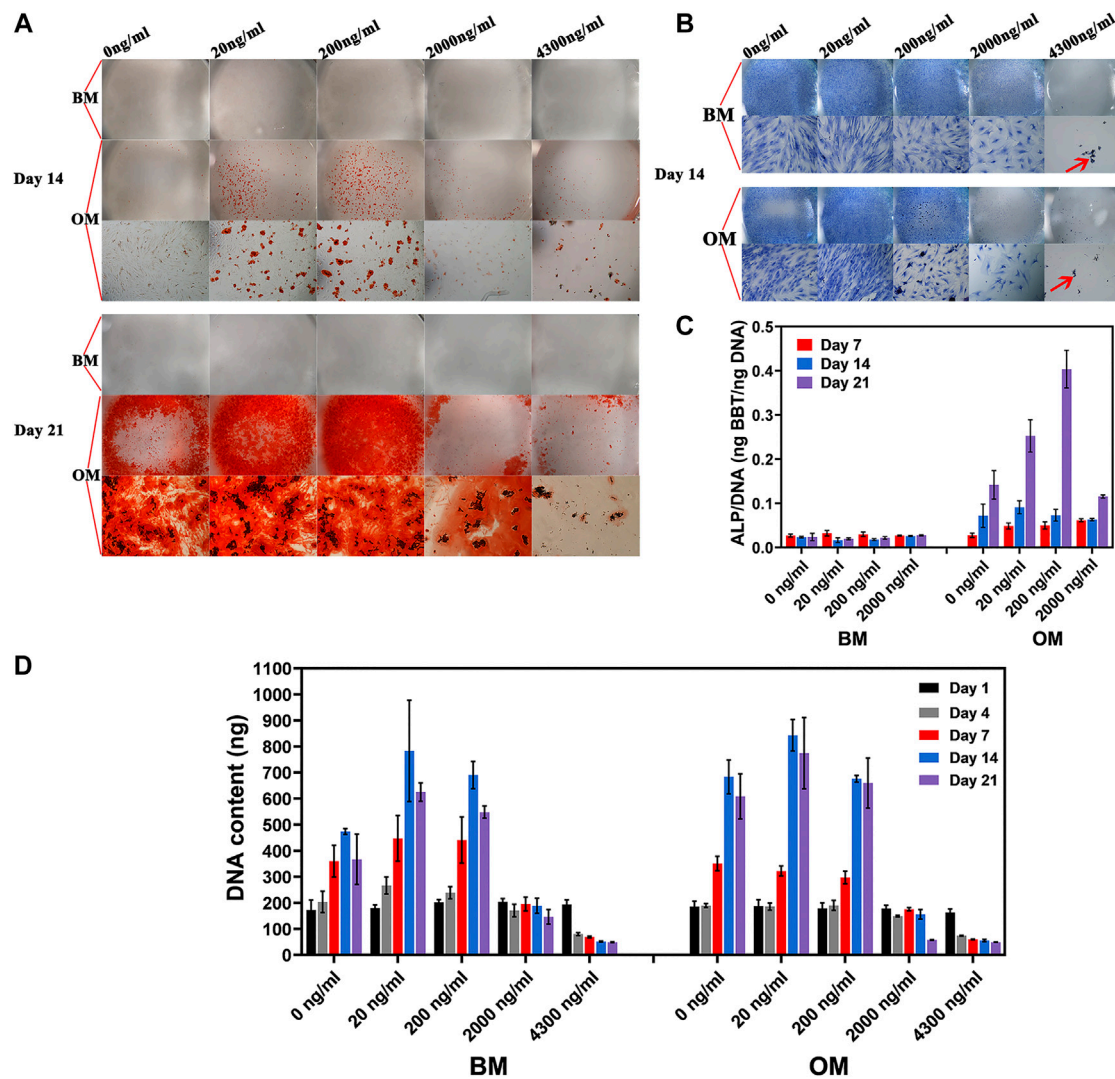 A
0ng/ml 20ng/ml 200ng/ml 2000ng/ml 4300ng/ml
BM
Day 14
OM
BM
Day 21
OM
B
0ng/ml 20ng/ml 200ng/ml 2000ng/ml 4300ng/ml
BM
Day 14
OM
C
ALP/DNA (ng BBT/ng DNA)
0.5
0.4
0.3
0.2
0.1
0.0
Day 7
Day 14
Day 21
0 ng/ml 20 ng/ml 200 ng/ml 2000 ng/ml 0 ng/ml 20 ng/ml 200 ng/ml 2000 ng/ml
BM OM
D
DNA content (ng)
1100
1000
900
800
700
600
500
400
300
200
100
0
Day 1
Day 4
Day 7
Day 14
Day 21
0 ng/ml 20 ng/ml 200 ng/ml 2000 ng/ml 4300 ng/ml 0 ng/ml 20 ng/ml 200 ng/ml 2000 ng/ml 4300 ng/ml
BM OM